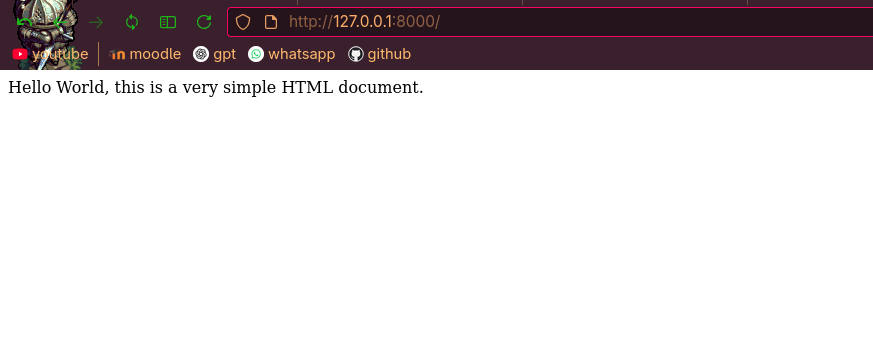 http://127.0.0.1:8000/
youtube moodle gpt whatsapp github
Hello World, this is a very simple HTML document.